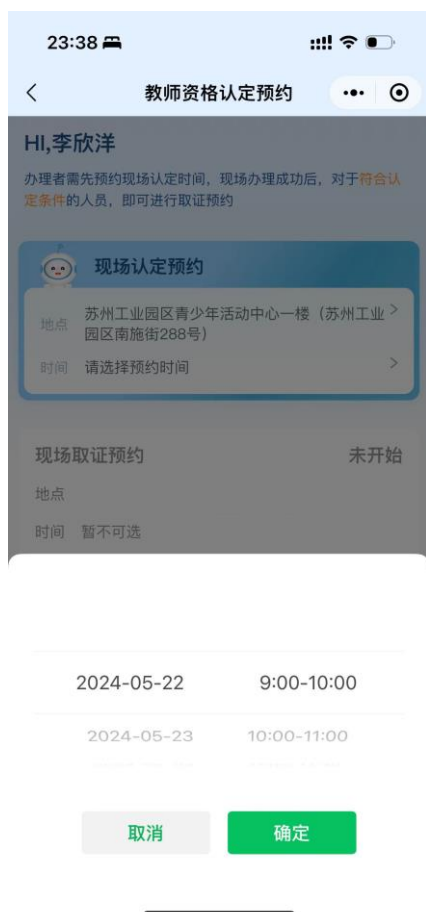 23:38
教师资格认定预约
HI,李欣洋
办理者需先预约现场认定时间，现场办理成功后，对于符合认
定条件的人员，即可进行取证预约
现场认定预约
地点 苏州工业园区青少年活动中心一楼（苏州工业
园区南施街288号）
时间 请选择预约时间
现场取证预约 未开始
地点
时间 暂不可选
2024-05-22 9:00-10:00
2024-05-23 10:00-11:00
取消 确定